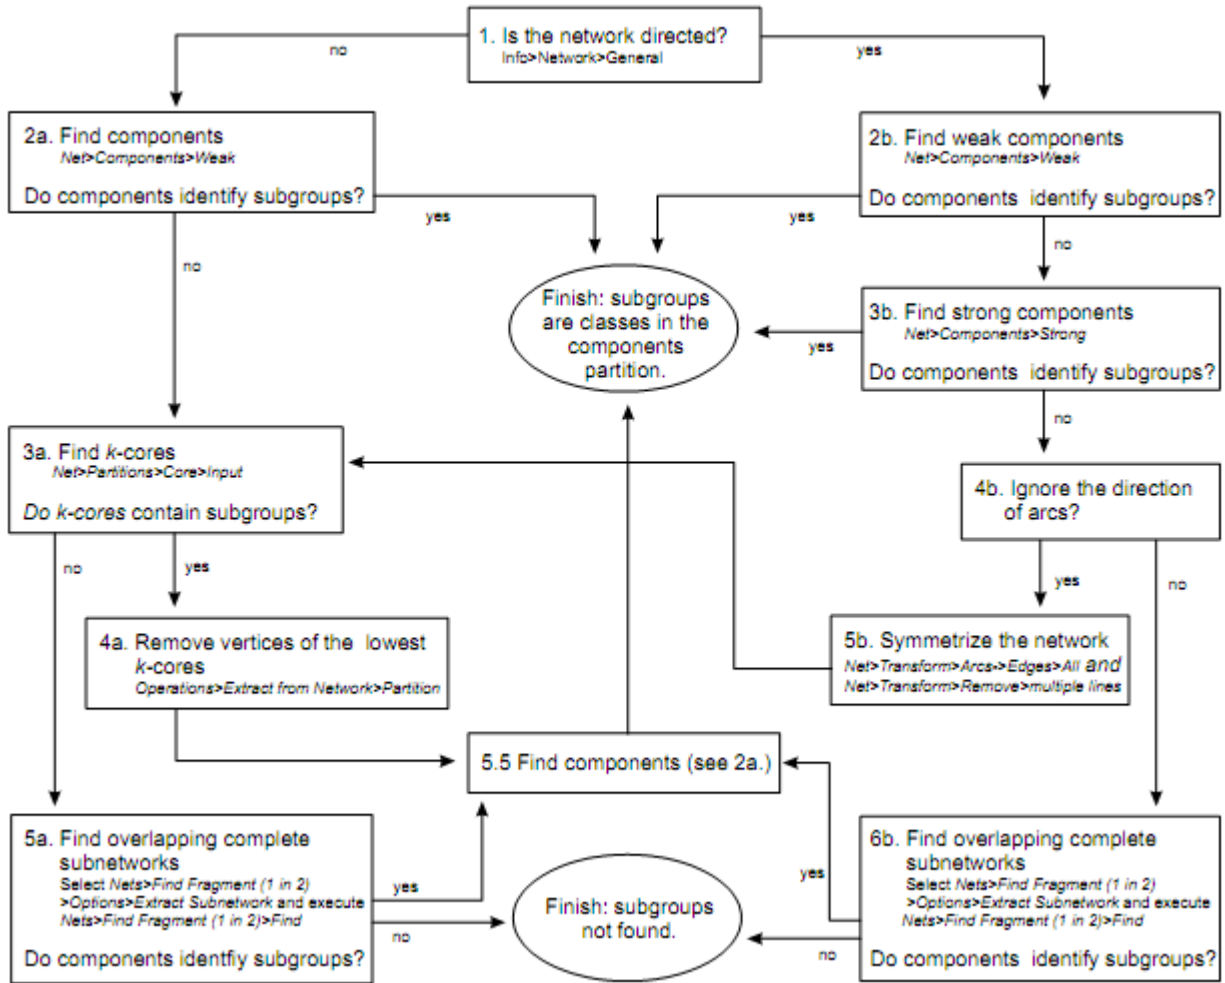 1. Is the network directed?
Info>Network>General
no
yes
2a. Find components
Net>Components>Weak
Do components identify subgroups?
yes
no
2b. Find weak components
Net>Components>Weak
Do components  identify subgroups?
yes
no
Finish: subgroups
are classes in the
components
partition.
3b. Find strong components
Net>Components>Strong
Do components  identify subgroups?
yes
no
3a. Find k-cores
Net>Partitions>Core>Input
Do k-cores contain subgroups?
no
yes
4b. Ignore the direction
of arcs?
yes
no
4a. Remove vertices of the  lowest
k-cores
Operations>Extract from Network>Partition
5b. Symmetrize the network
Net>Transform>Arcs->Edges>All and
Net>Transform>Remove>multiple lines
5.5 Find components (see 2a.)
5a. Find overlapping complete
subnetworks
Select Nets>Find Fragment (1 in 2)
>Options>Extract Subnetwork and execute
Nets>Find Fragment (1 in 2)>Find
Do components identfiy subgroups?
yes
no
Finish: subgroups
not found.
6b. Find overlapping complete
subnetworks
Select Nets>Find Fragment (1 in 2)
>Options>Extract Subnetwork and execute
Nets>Find Fragment (1 in 2)>Find
Do components  identify subgroups?
yes
no